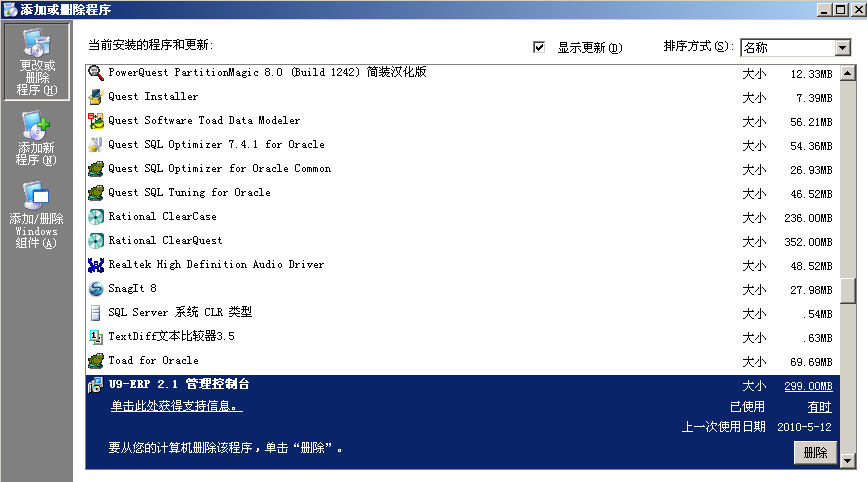 添加或删除程序
更改或
删除
程序(H)
添加新
程序(N)
添加/删除
Windows
组件(A)
当前安装的程序和更新: 显示更新(D) 排序方式(S): 名称
PowerQuest PartitionMagic 8.0 (Build 1242) 简装汉化版 大小 12.33MB
Quest Installer 大小 7.39MB
Quest Software Toad Data Modeler 大小 56.21MB
Quest SQL Optimizer 7.4.1 for Oracle 大小 54.36MB
Quest SQL Optimizer for Oracle Common 大小 26.93MB
Quest SQL Tuning for Oracle 大小 46.52MB
Rational ClearCase 大小 236.00MB
Rational ClearQuest 大小 352.00MB
Realtek High Definition Audio Driver 大小 48.52MB
SnagIt 8 大小 27.98MB
SQL Server 系统 CLR 类型 大小 .54MB
TextDiff文本比较器3.5 大小 .63MB
Toad for Oracle 大小 69.69MB
U9-ERP 2.1 管理控制台 大小 299.00MB
单击此处获得支持信息。 已使用 有时
上一次使用日期 2010-5-12
要从您的计算机删除该程序，单击“删除”。 删除